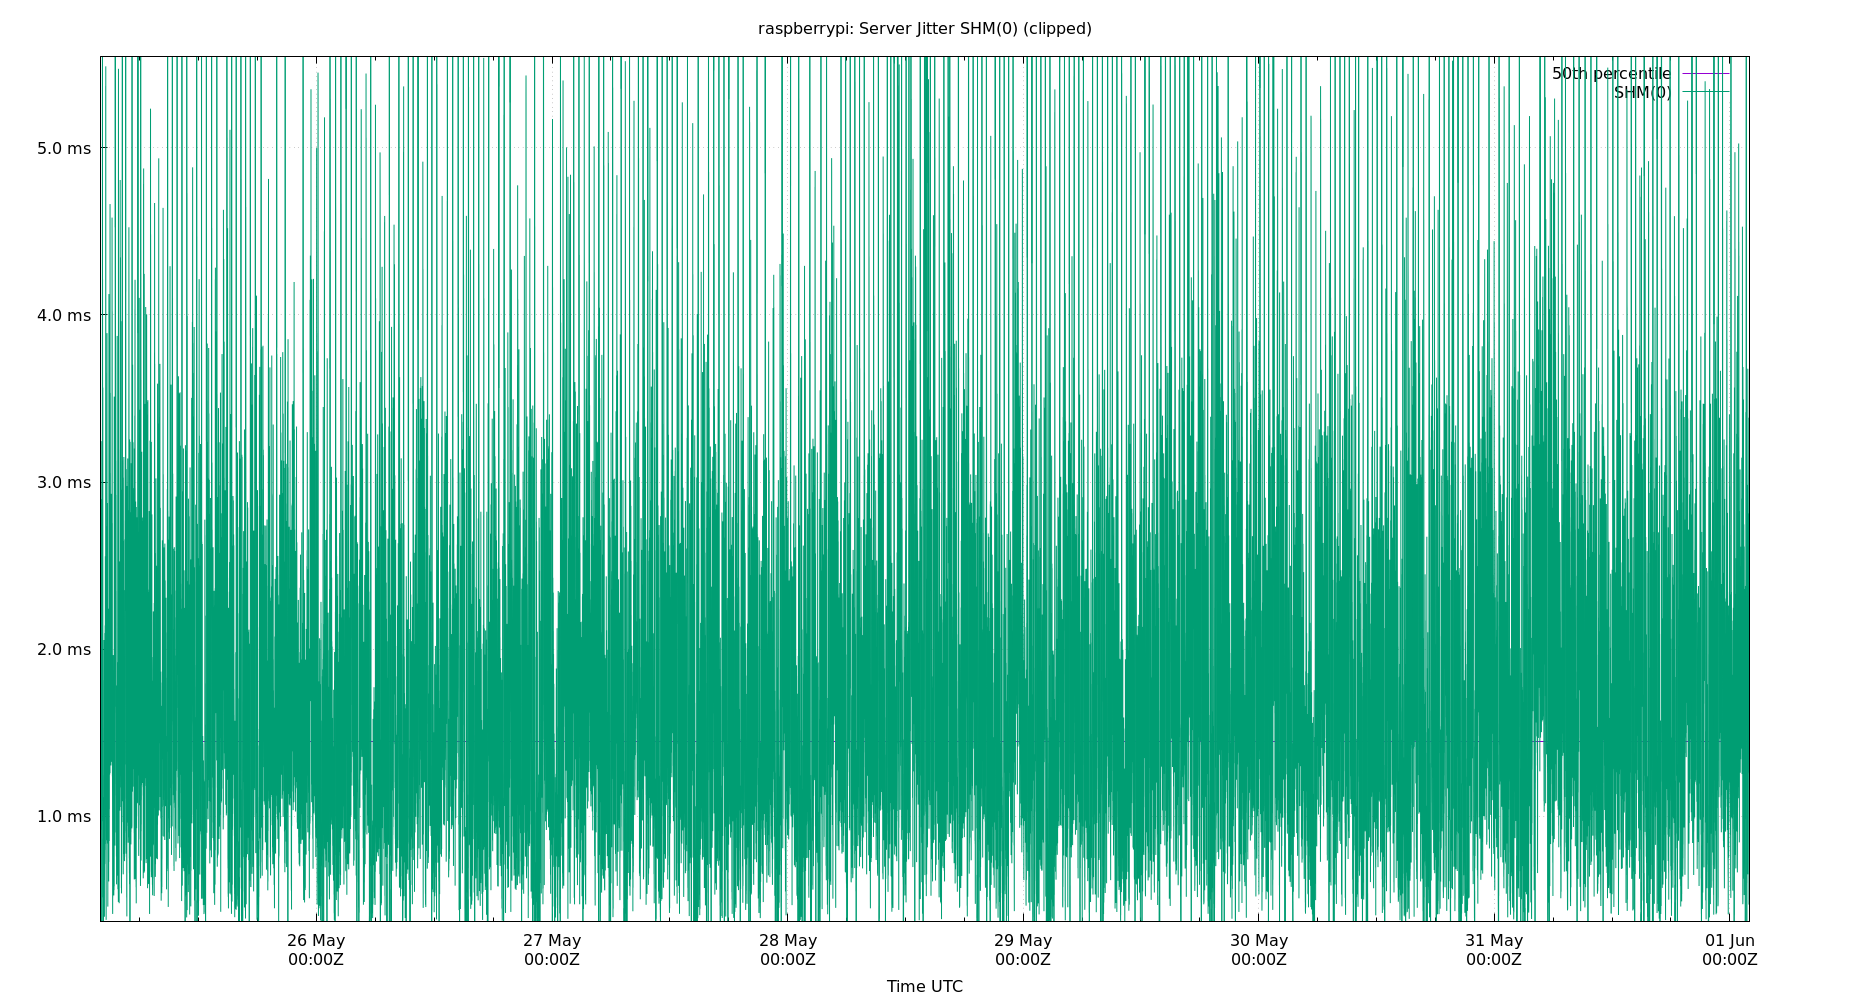 raspberrypi: Server Jitter SHM(0) (clipped)
50th percentile
SHM(0)
5.0 ms
4.0 ms
3.0 ms
2.0 ms
1.0 ms
26 May 27 May 28 May 29 May 30 May 31 May 01 Jun
00:00Z 00:00Z 00:00Z 00:00Z 00:00Z 00:00Z 00:00Z
Time UTC